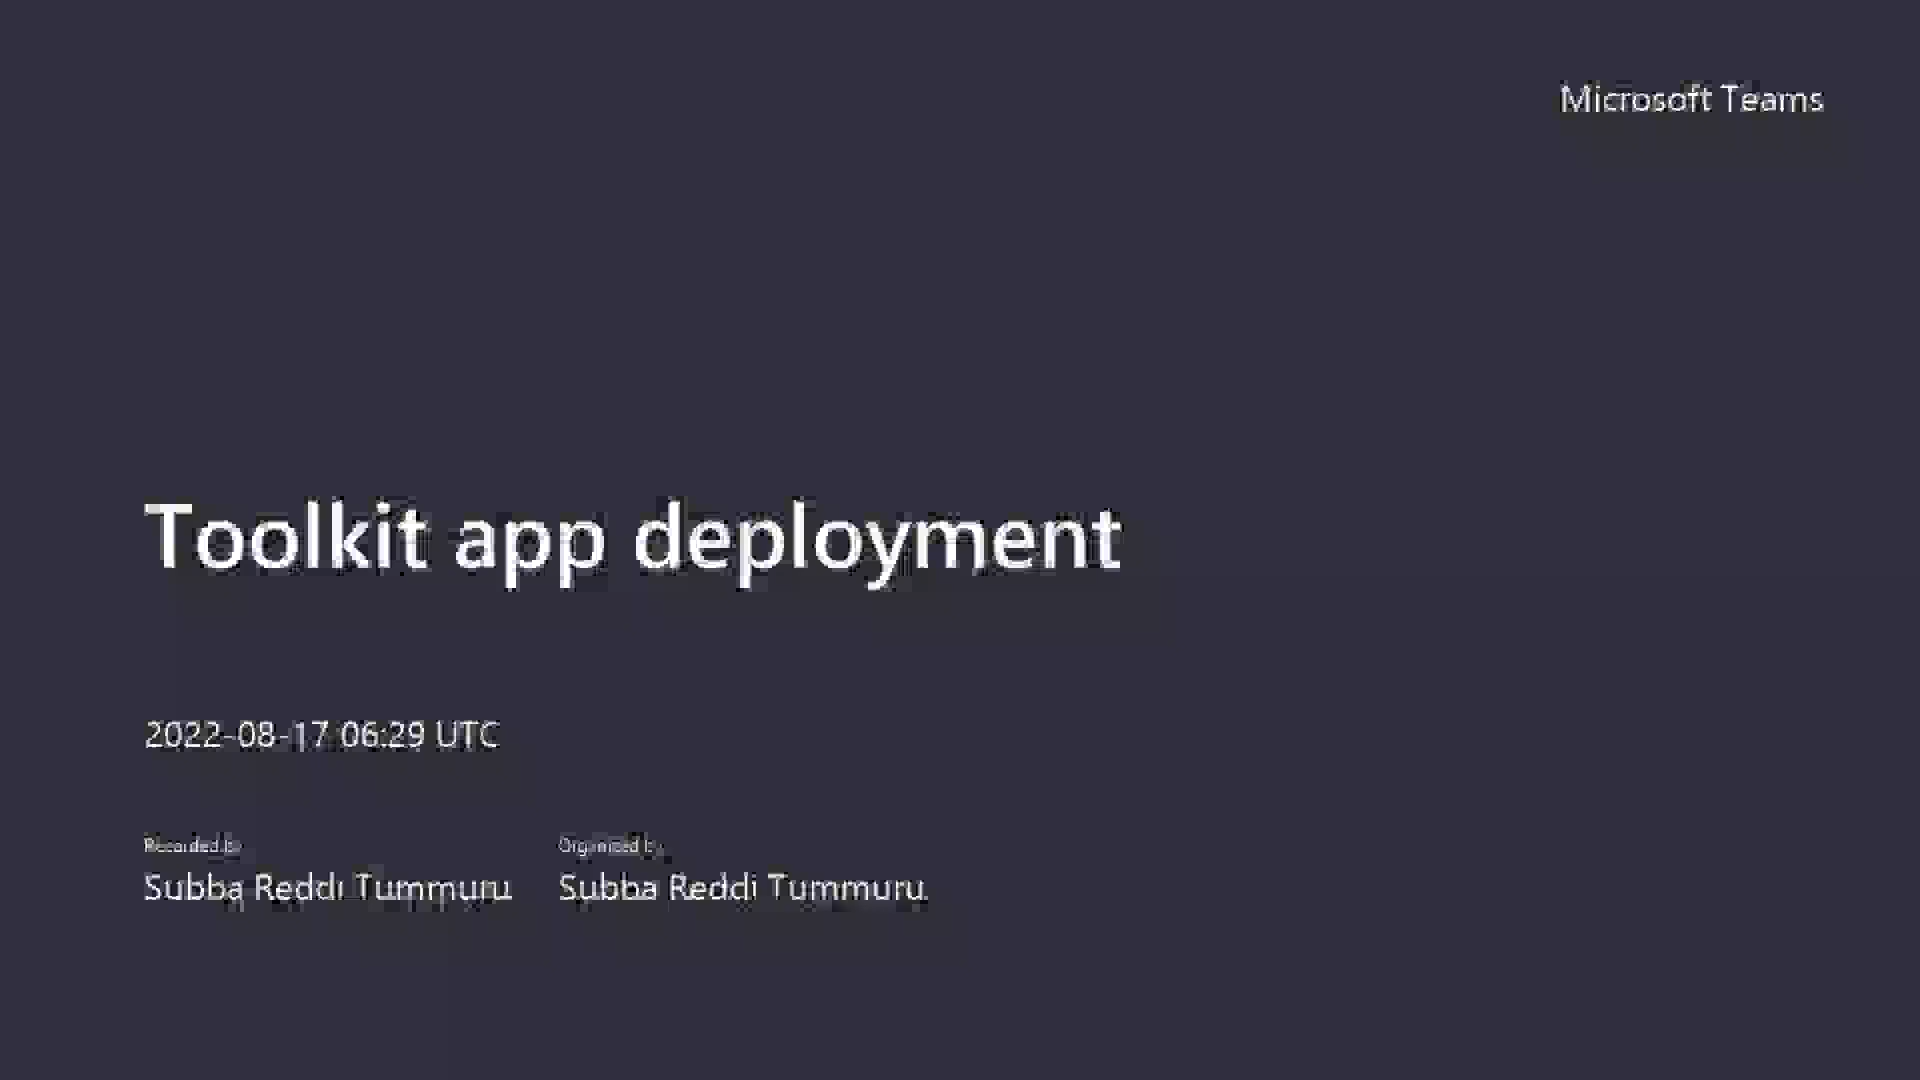 Microsoft Teams
Toolkit app deployment
2022-08-17 06:29 UTC
Recorded by
Organized by
Subba Reddi Tummuru
Subba Reddi Tummuru